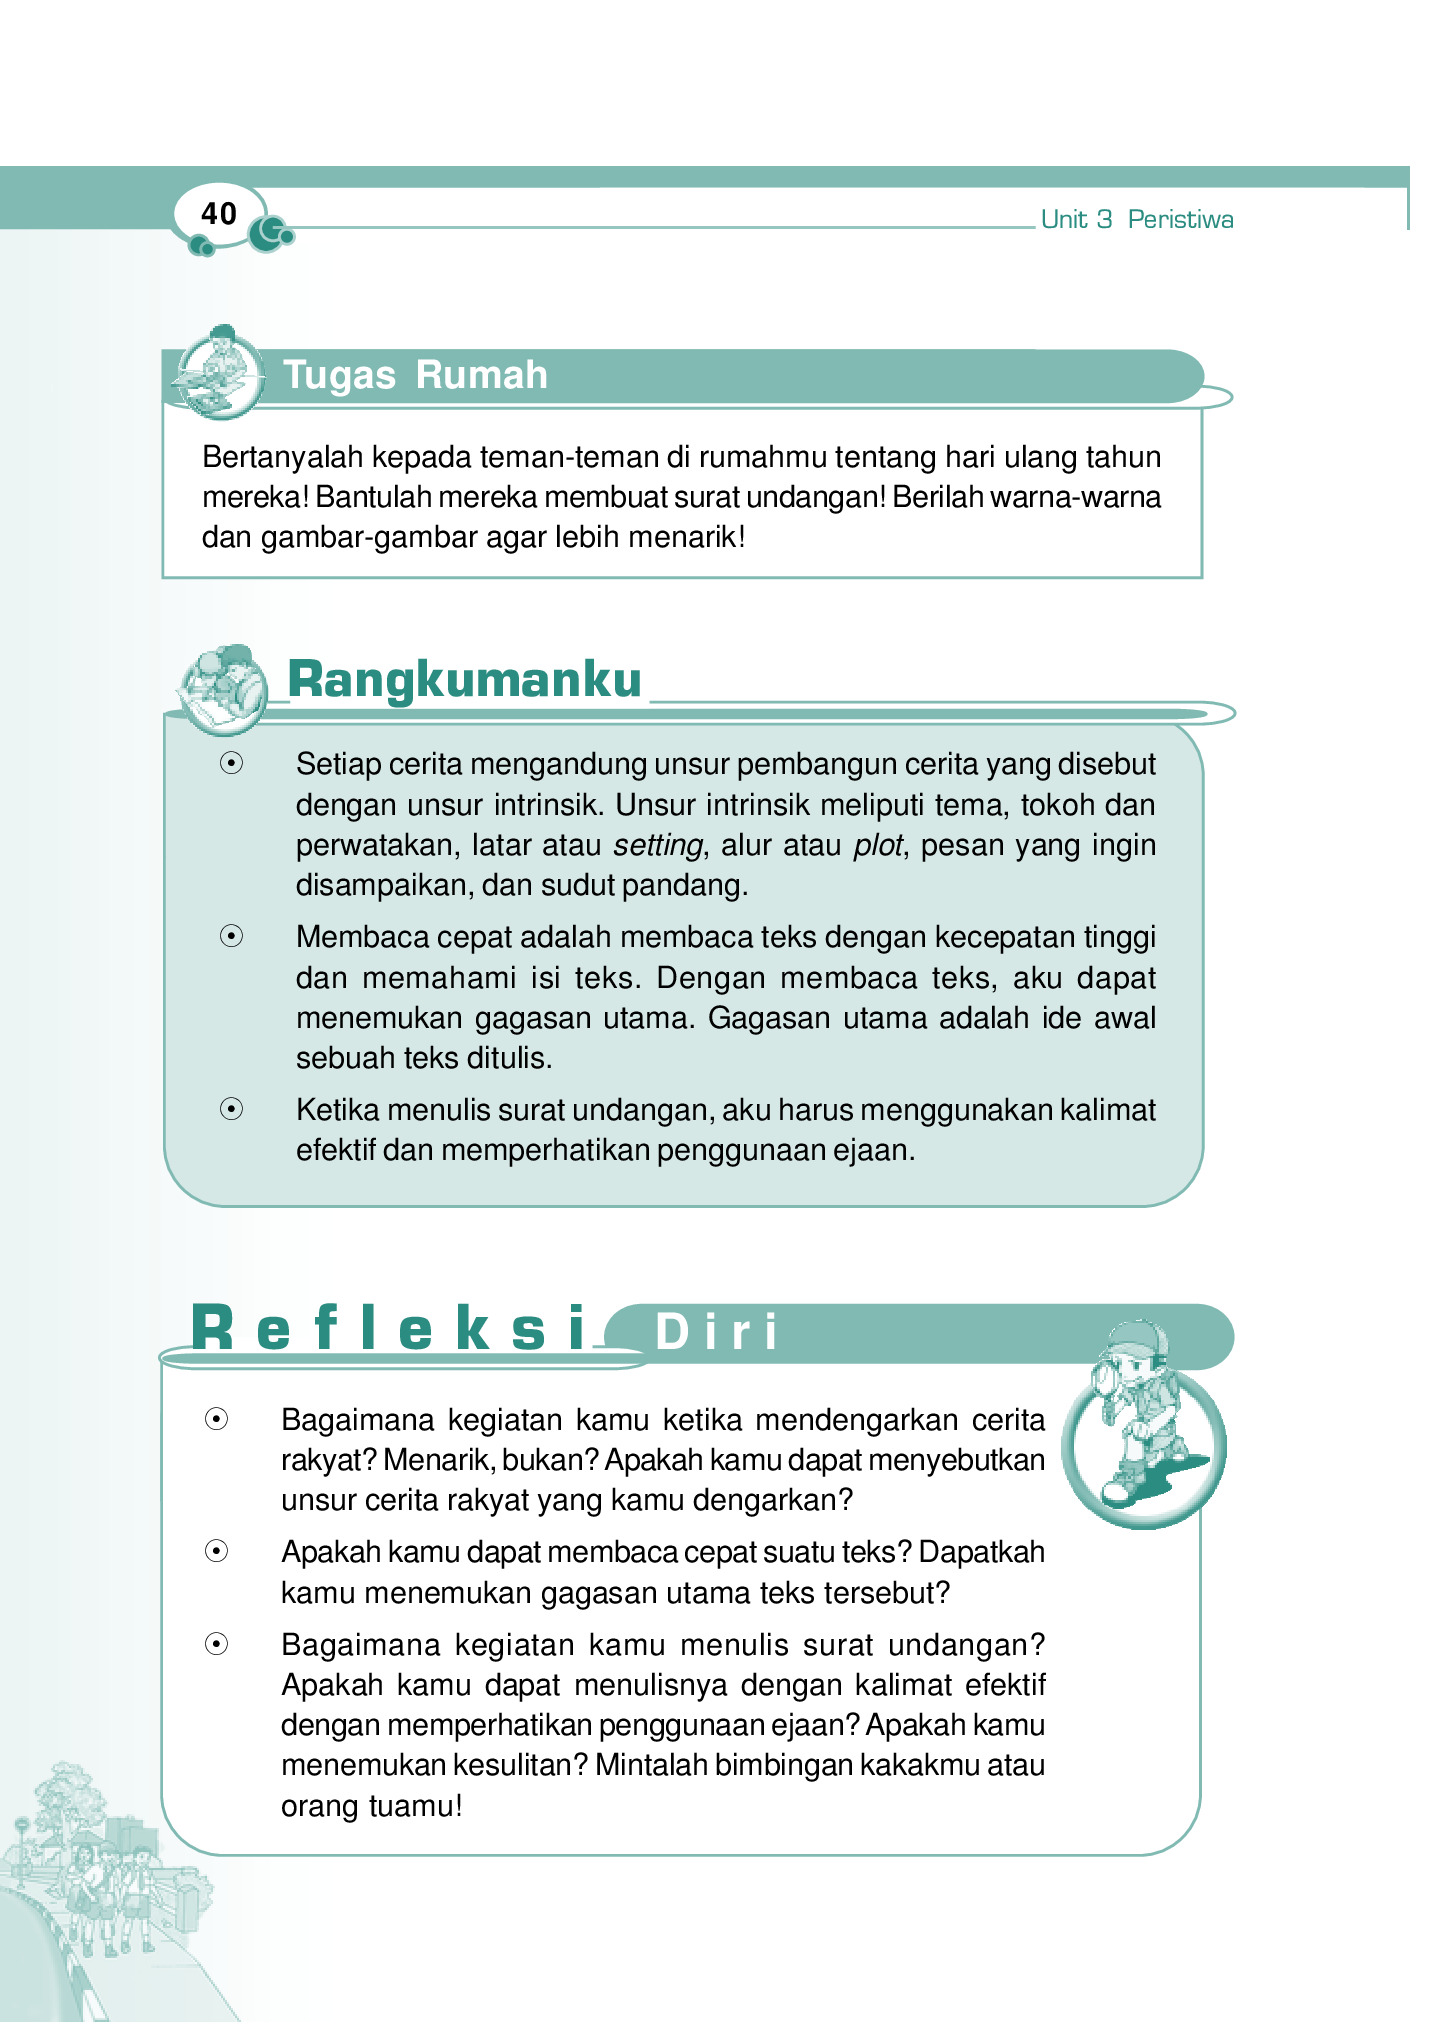 40
Unit 3 Peristiwa
Tugas Rumah
Bertanyalah kepada teman-teman di rumahmu tentang hari ulang tahun
mereka! Bantulah mereka membuat surat undangan! Berilah warna-warna
dan gambar-gambar agar lebih menarik!
Rangkumanku
Setiap cerita mengandung unsur pembangun cerita yang disebut
dengan unsur intrinsik. Unsur intrinsik meliputi tema, tokoh dan
perwatakan, latar atau setting, alur atau plot, pesan yang ingin
disampaikan, dan sudut pandang.
Membaca cepat adalah membaca teks dengan kecepatan tinggi
dan memahami isi teks. Dengan membaca teks, aku dapat
menemukan gagasan utama. Gagasan utama adalah ide awal
sebuah teks ditulis.
Ketika menulis surat undangan, aku harus menggunakan kalimat
efektif dan memperhatikan penggunaan ejaan.
Refleksi Diri
Bagaimana kegiatan kamu ketika mendengarkan cerita
rakyat? Menarik, bukan? Apakah kamu dapat menyebutkan
unsur cerita rakyat yang kamu dengarkan?
Apakah kamu dapat membaca cepat suatu teks? Dapatkah
kamu menemukan gagasan utama teks tersebut?
Bagaimana kegiatan kamu menulis surat undangan?
Apakah kamu dapat menulisnya dengan kalimat efektif
dengan memperhatikan penggunaan ejaan? Apakah kamu
menemukan kesulitan? Mintalah bimbingan kakakmu atau
orang tuamu!